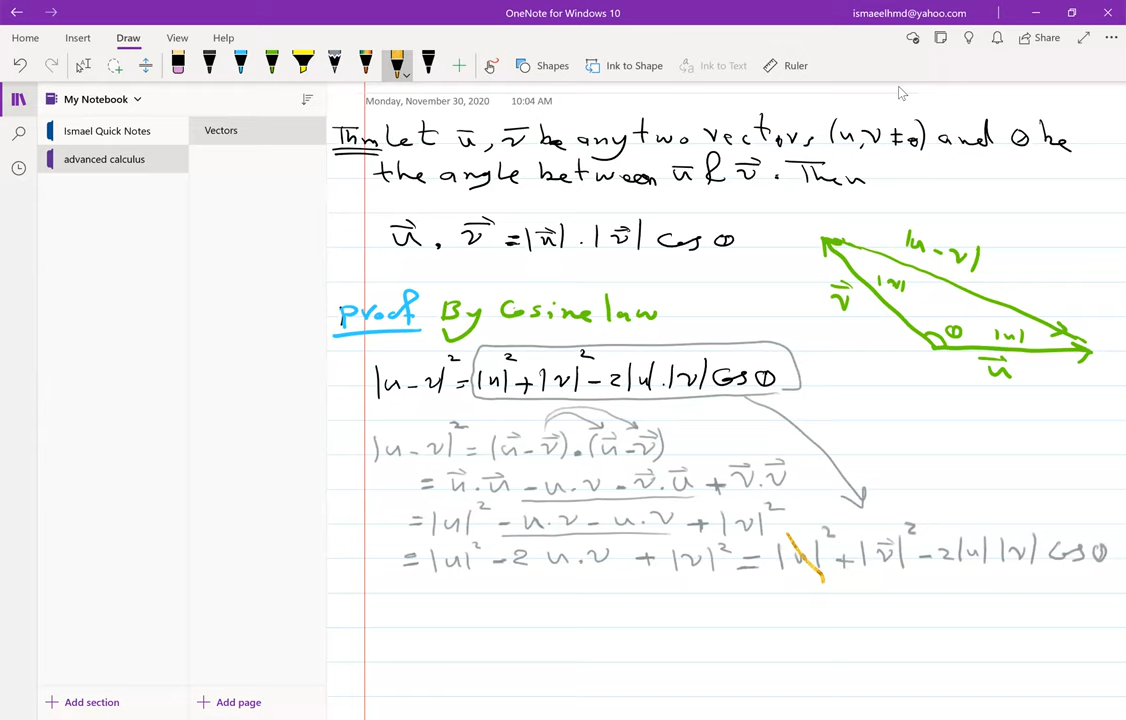 OneNote for Windows 10
ismaeelhmd@yahoo.com
Home Insert Draw View Help
Share
Shapes Ink to Shape Ink to Text Ruler
My Notebook
Ismael Quick Notes
advanced calculus
Vectors
Monday, November 30, 2020 10:04 AM
Thm Let u̅, v̅ be any two vectors (u,v ≠ 0) and θ be
the angle between u̅ & v⃗. Then
u⃗ . v⃗ = |u⃗| . |v⃗| cos θ
|u - v|
v⃗ |v|
θ |u|
u⃗
proof By Cosine law
|u - v|² = |u|² + |v|² - 2|u|.|v| cos θ
|u - v|² = (u⃗ - v⃗) . (u⃗ - v⃗)
= u⃗.u⃗ - u.v - v⃗.u⃗ + v⃗.v⃗
= |u|² - u.v - u.v + |v|²
= |u|² - 2 u.v + |v|² = |u|² + |v⃗|² - 2|u| |v| cos θ
Add section Add page